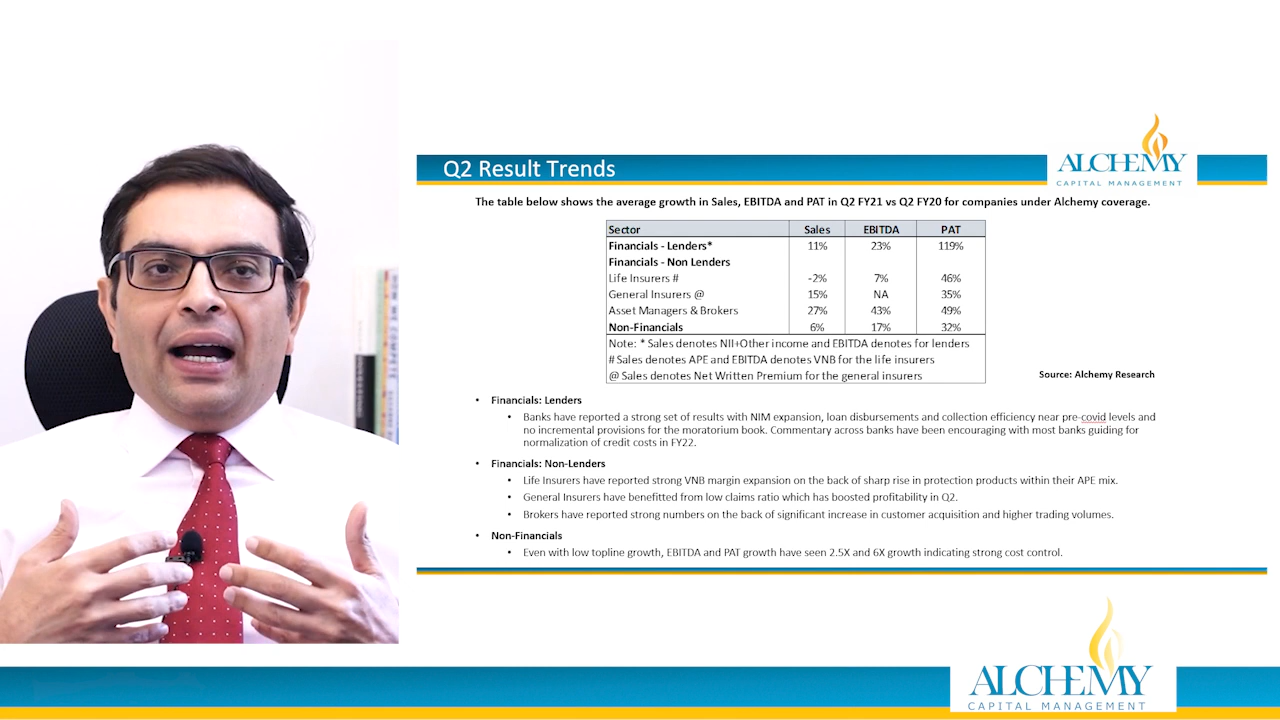 Q2 Result Trends
ALCHEMY
CAPITAL MANAGEMENT
The table below shows the average growth in Sales, EBITDA and PAT in Q2 FY21 vs Q2 FY20 for companies under Alchemy coverage.
Sector Sales EBITDA PAT
Financials - Lenders* 11% 23% 119%
Financials - Non Lenders
Life Insurers # -2% 7% 46%
General Insurers @ 15% NA 35%
Asset Managers & Brokers 27% 43% 49%
Non-Financials 6% 17% 32%
Note: * Sales denotes NII+Other income and EBITDA denotes for lenders
# Sales denotes APE and EBITDA denotes VNB for the life insurers
@ Sales denotes Net Written Premium for the general insurers
Source: Alchemy Research
• Financials: Lenders
• Banks have reported a strong set of results with NIM expansion, loan disbursements and collection efficiency near pre-covid levels and
no incremental provisions for the moratorium book. Commentary across banks have been encouraging with most banks guiding for
normalization of credit costs in FY22.
• Financials: Non-Lenders
• Life Insurers have reported strong VNB margin expansion on the back of sharp rise in protection products within their APE mix.
• General Insurers have benefitted from low claims ratio which has boosted profitability in Q2.
• Brokers have reported strong numbers on the back of significant increase in customer acquisition and higher trading volumes.
• Non-Financials
• Even with low topline growth, EBITDA and PAT growth have seen 2.5X and 6X growth indicating strong cost control.
ALCHEMY
CAPITAL MANAGEMENT